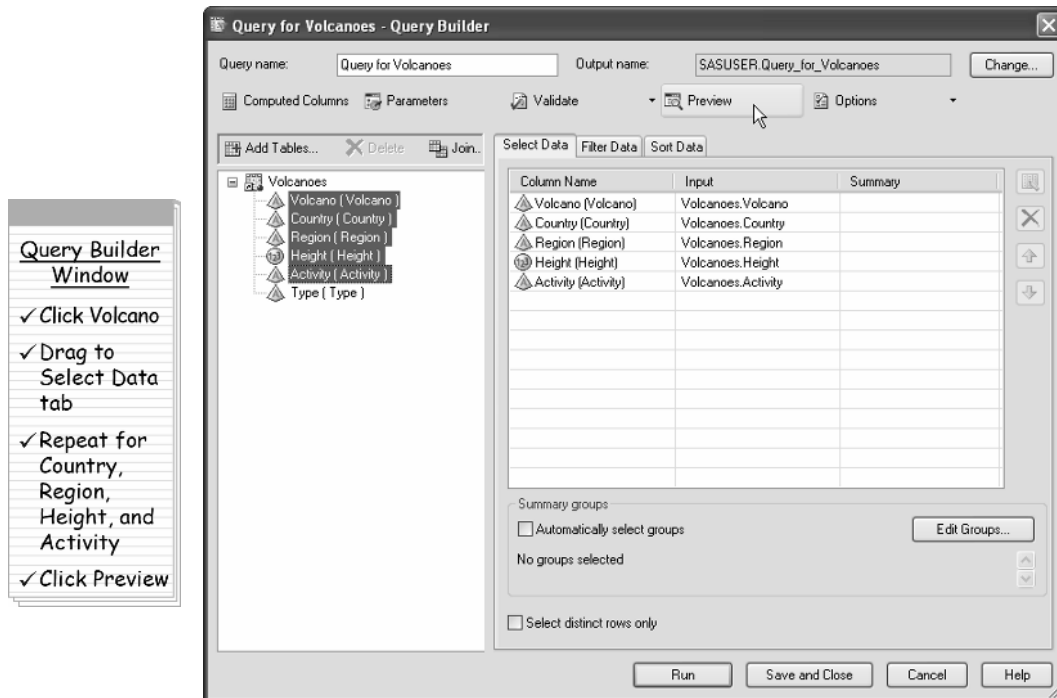 Query Builder
Window
✓Click Volcano
✓Drag to
Select Data
tab
✓Repeat for
Country,
Region,
Height, and
Activity
✓Click Preview
Query for Volcanoes - Query Builder
Query name:
Query for Volcanoes
Output name:
SASUSER.Query_for_Volcanoes
Change...
Computed Columns
Parameters
Validate
Preview
Options
Add Tables...
Delete
Join..
Volcanoes
Volcano ( Volcano )
Country ( Country )
Region ( Region )
Height ( Height )
Activity ( Activity )
Type ( Type )
Select Data
Filter Data
Sort Data
Column Name Input Summary
Volcano (Volcano) Volcanoes.Volcano
Country (Country) Volcanoes.Country
Region (Region) Volcanoes.Region
Height (Height) Volcanoes.Height
Activity (Activity) Volcanoes.Activity
Summary groups
Automatically select groups
Edit Groups...
No groups selected
Select distinct rows only
Run
Save and Close
Cancel
Help